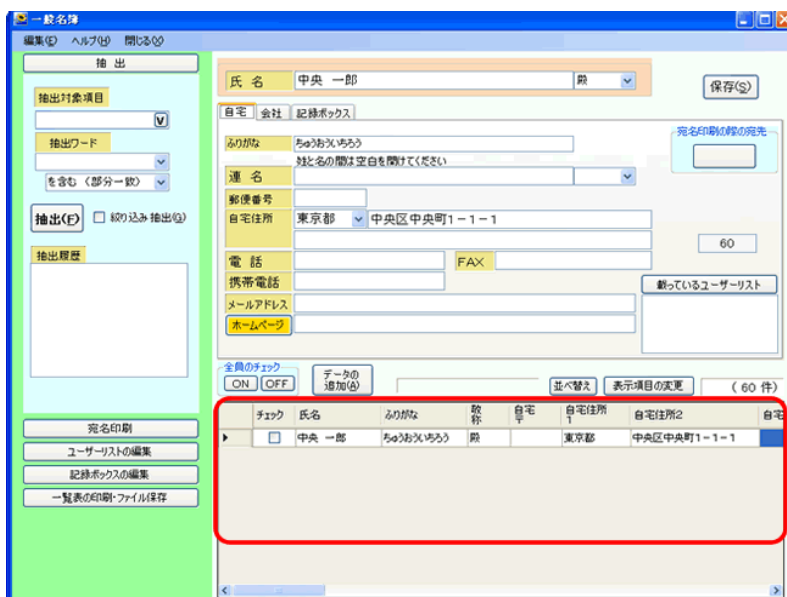 一般名簿
編集(E) ヘルプ(H) 閉じる(X)
抽 出
抽出対象項目
V
抽出ワード
を含む（部分一致）
抽出(F) 絞り込み抽出(G)
抽出履歴
宛名印刷
ユーザーリストの編集
記録ボックスの編集
一覧表の印刷・ファイル保存
氏 名 中央 一郎 殿
保存(S)
自宅 会社 記録ボックス
宛名印刷の際の宛先
ふりがな ちゅうおういちろう
姓と名の間は空白を開けてください
連 名
郵便番号
自宅住所 東京都 中央区中央町1-1-1
60
電 話 FAX
携帯電話
載っているユーザーリスト
メールアドレス
ホームページ
全員のチェック
ON OFF データの追加(A) 並べ替え 表示項目の変更 (60 件)
チェック 氏名 ふりがな 敬称 自宅〒 自宅住所1 自宅住所2 自宅
中央 一郎 ちゅうおういちろう 殿 東京都 中央区中央町1-1-1